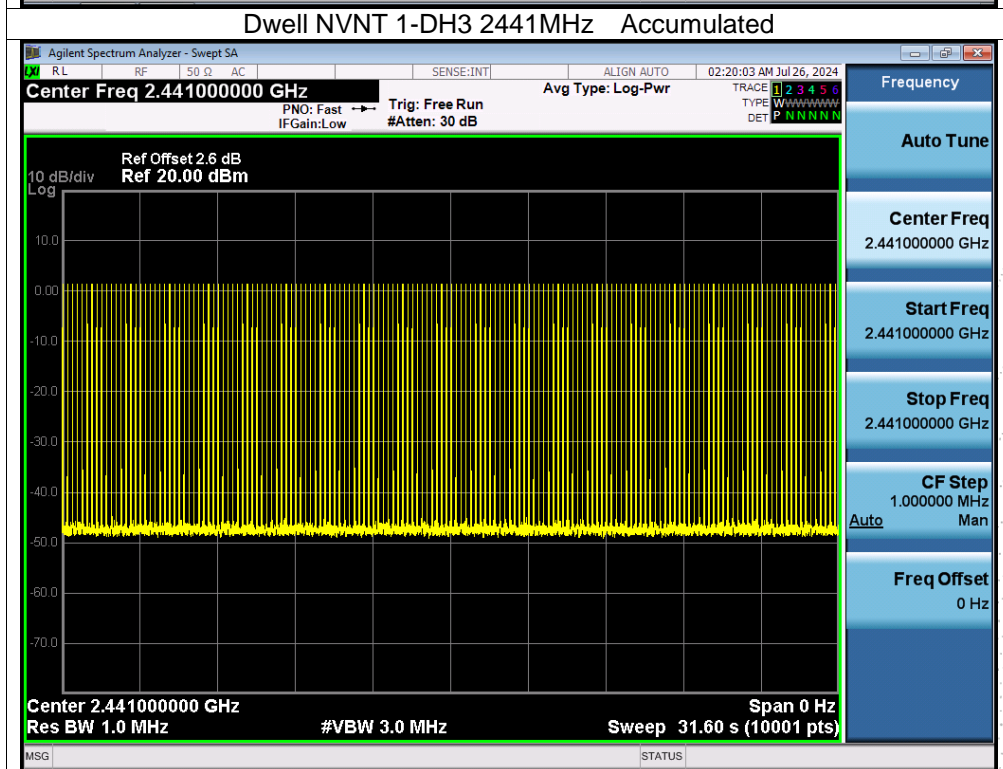 Dwell NVNT 1-DH3 2441MHz Accumulated
Agilent Spectrum Analyzer - Swept SA
LXI RL RF 50 Ω AC SENSE:INT ALIGN AUTO 02:20:03 AM Jul 26, 2024
Center Freq 2.441000000 GHz
PNO: Fast
IFGain:Low
Trig: Free Run
#Atten: 30 dB
Avg Type: Log-Pwr
TRACE 1 2 3 4 5 6
TYPE WWWWWWW
DET P N N N N N
Ref Offset 2.6 dB
10 dB/div Ref 20.00 dBm
Log
10.0
0.00
-10.0
-20.0
-30.0
-40.0
-50.0
-60.0
-70.0
Center 2.441000000 GHz Span 0 Hz
Res BW 1.0 MHz #VBW 3.0 MHz Sweep 31.60 s (10001 pts)
MSG STATUS
Frequency
Auto Tune
Center Freq
2.441000000 GHz
Start Freq
2.441000000 GHz
Stop Freq
2.441000000 GHz
CF Step
1.000000 MHz
Auto Man
Freq Offset
0 Hz